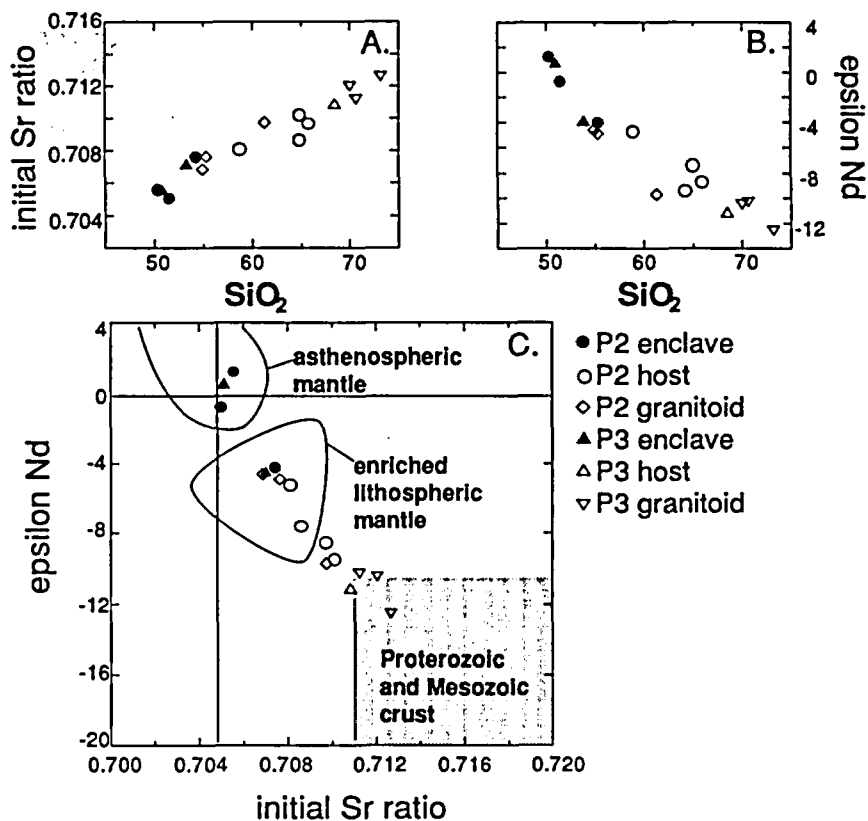 A.
0.716
0.712
0.708
0.704
initial Sr ratio
50 60 70
SiO2
B.
4
0
-4
-8
-12
epsilon Nd
50 60 70
SiO2
C.
4
0
-4
-8
-12
-16
-20
epsilon Nd
asthenospheric
mantle
enriched
lithospheric
mantle
Proterozoic
and Mesozoic
crust
0.700 0.704 0.708 0.712 0.716 0.720
initial Sr ratio
P2 enclave
P2 host
P2 granitoid
P3 enclave
P3 host
P3 granitoid